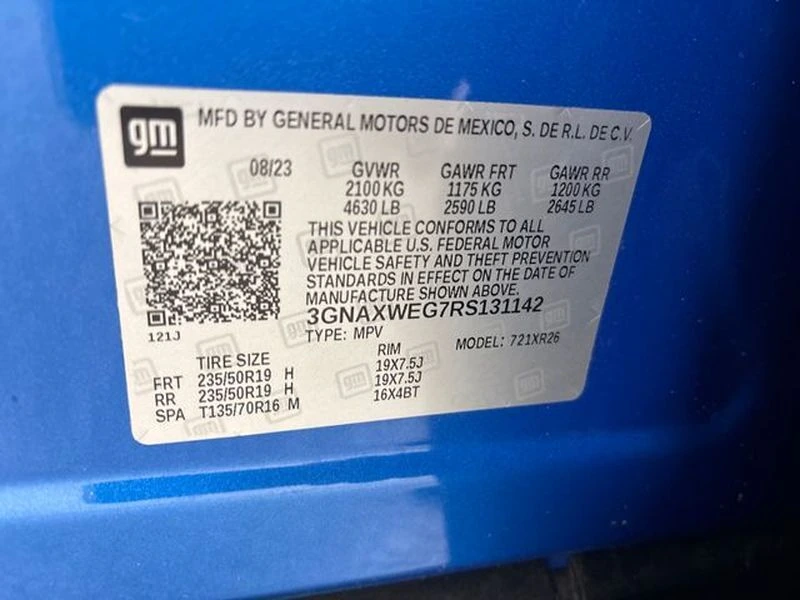 gm
MFD BY GENERAL MOTORS DE MEXICO, S. DE R.L. DE C.V.
08/23 GVWR GAWR FRT GAWR RR
2100 KG 1175 KG 1200 KG
4630 LB 2590 LB 2645 LB
THIS VEHICLE CONFORMS TO ALL
APPLICABLE U.S. FEDERAL MOTOR
VEHICLE SAFETY AND THEFT PREVENTION
STANDARDS IN EFFECT ON THE DATE OF
MANUFACTURE SHOWN ABOVE.
3GNAXWEG7RS131142
121J
TYPE: MPV MODEL: 721XR26
TIRE SIZE RIM
FRT 235/50R19 H 19X7.5J
RR 235/50R19 H 19X7.5J
SPA T135/70R16 M 16X4BT